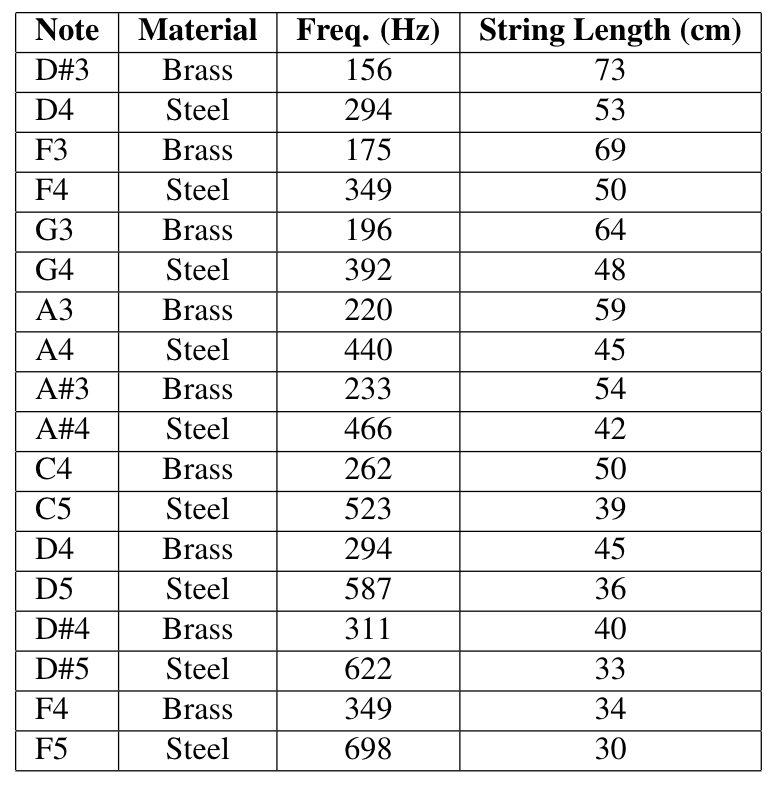 Note Material Freq. (Hz) String Length (cm)
D#3 Brass 156 73
D4 Steel 294 53
F3 Brass 175 69
F4 Steel 349 50
G3 Brass 196 64
G4 Steel 392 48
A3 Brass 220 59
A4 Steel 440 45
A#3 Brass 233 54
A#4 Steel 466 42
C4 Brass 262 50
C5 Steel 523 39
D4 Brass 294 45
D5 Steel 587 36
D#4 Brass 311 40
D#5 Steel 622 33
F4 Brass 349 34
F5 Steel 698 30